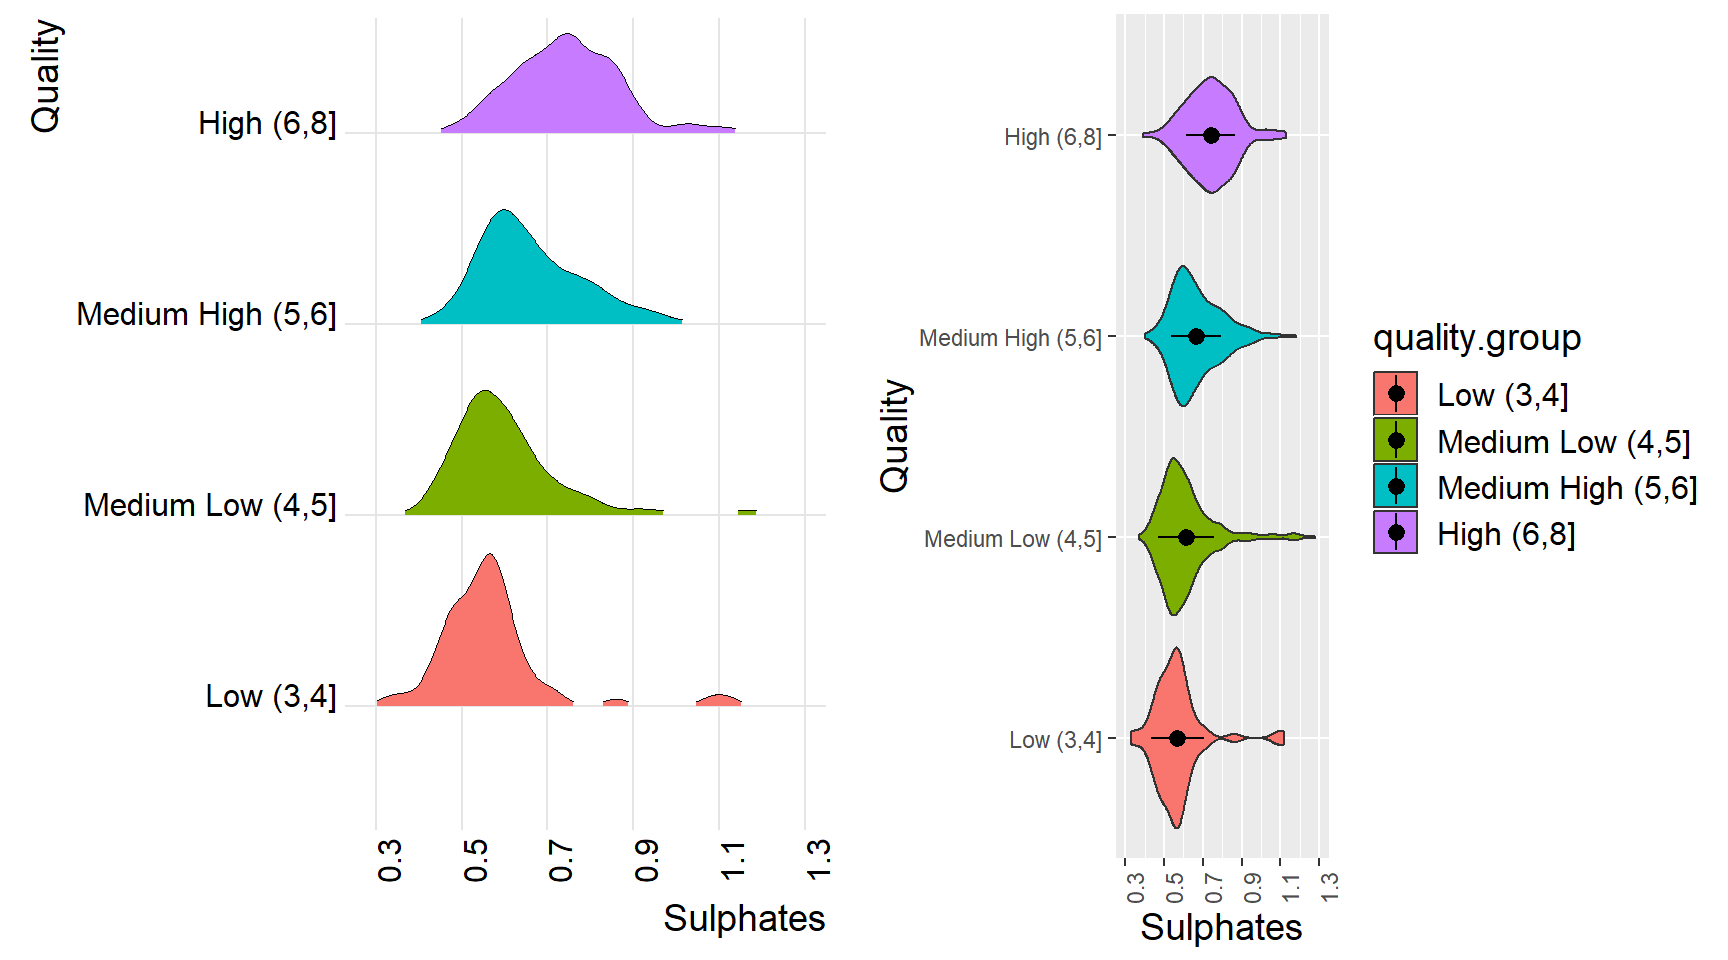 Quality
High (6,8]
Medium High (5,6]
Medium Low (4,5]
Low (3,4]
0.3
0.5
0.7
0.9
1.1
1.3
Sulphates
Quality
High (6,8]
Medium High (5,6]
Medium Low (4,5]
Low (3,4]
0.3
0.5
0.7
0.9
1.1
1.3
Sulphates
quality.group
Low (3,4]
Medium Low (4,5]
Medium High (5,6]
High (6,8]